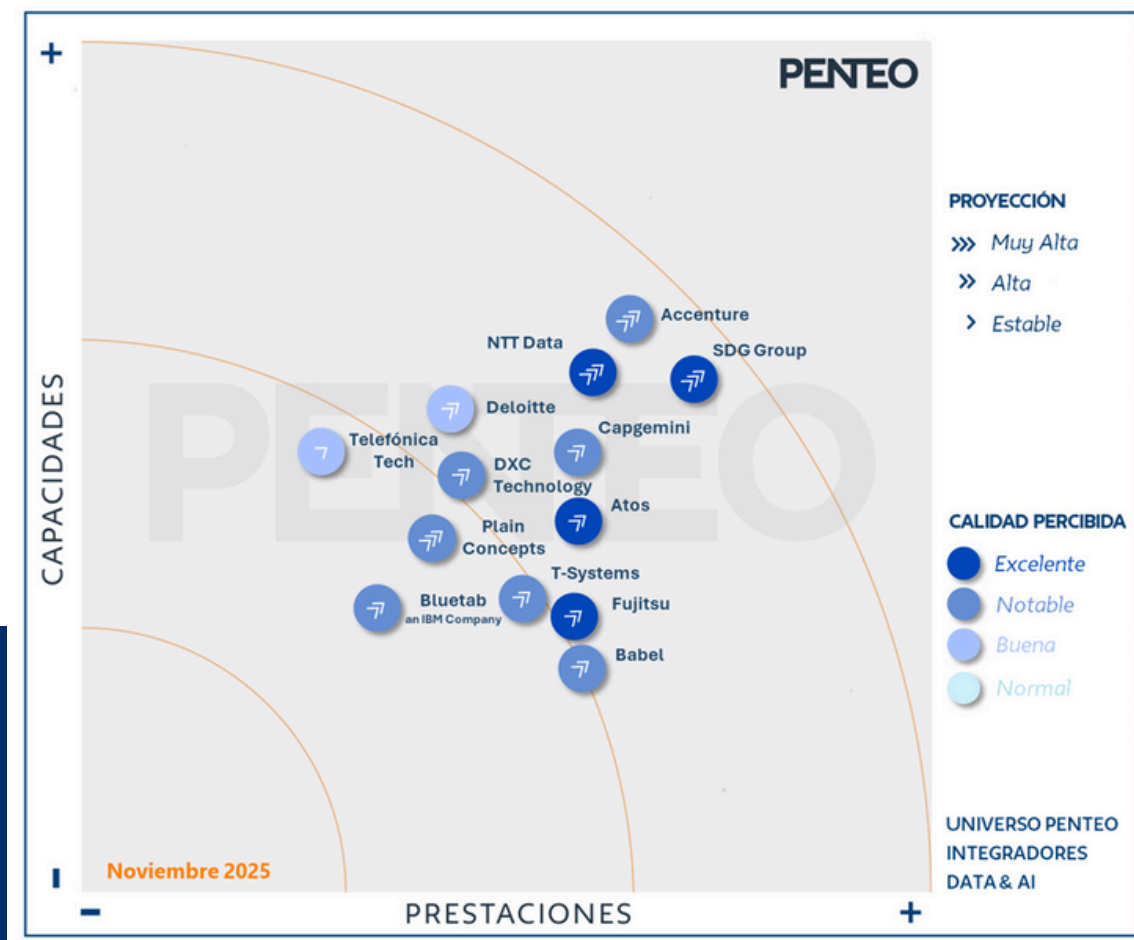 +
PENTEO
PROYECCIÓN
Muy Alta
Alta
Estable
Accenture
NTT Data
SDG Group
CAPACIDADES
PENTEO
Deloitte
Capgemini
Telefónica
Tech
DXC
Technology
Atos
Plain
Concepts
CALIDAD PERCIBIDA
Excelente
Notable
Buena
Normal
T-Systems
Bluetab
an IBM Company
Fujitsu
Babel
UNIVERSO PENTEO
INTEGRADORES
DATA & AI
Noviembre 2025
-
-
PRESTACIONES
+